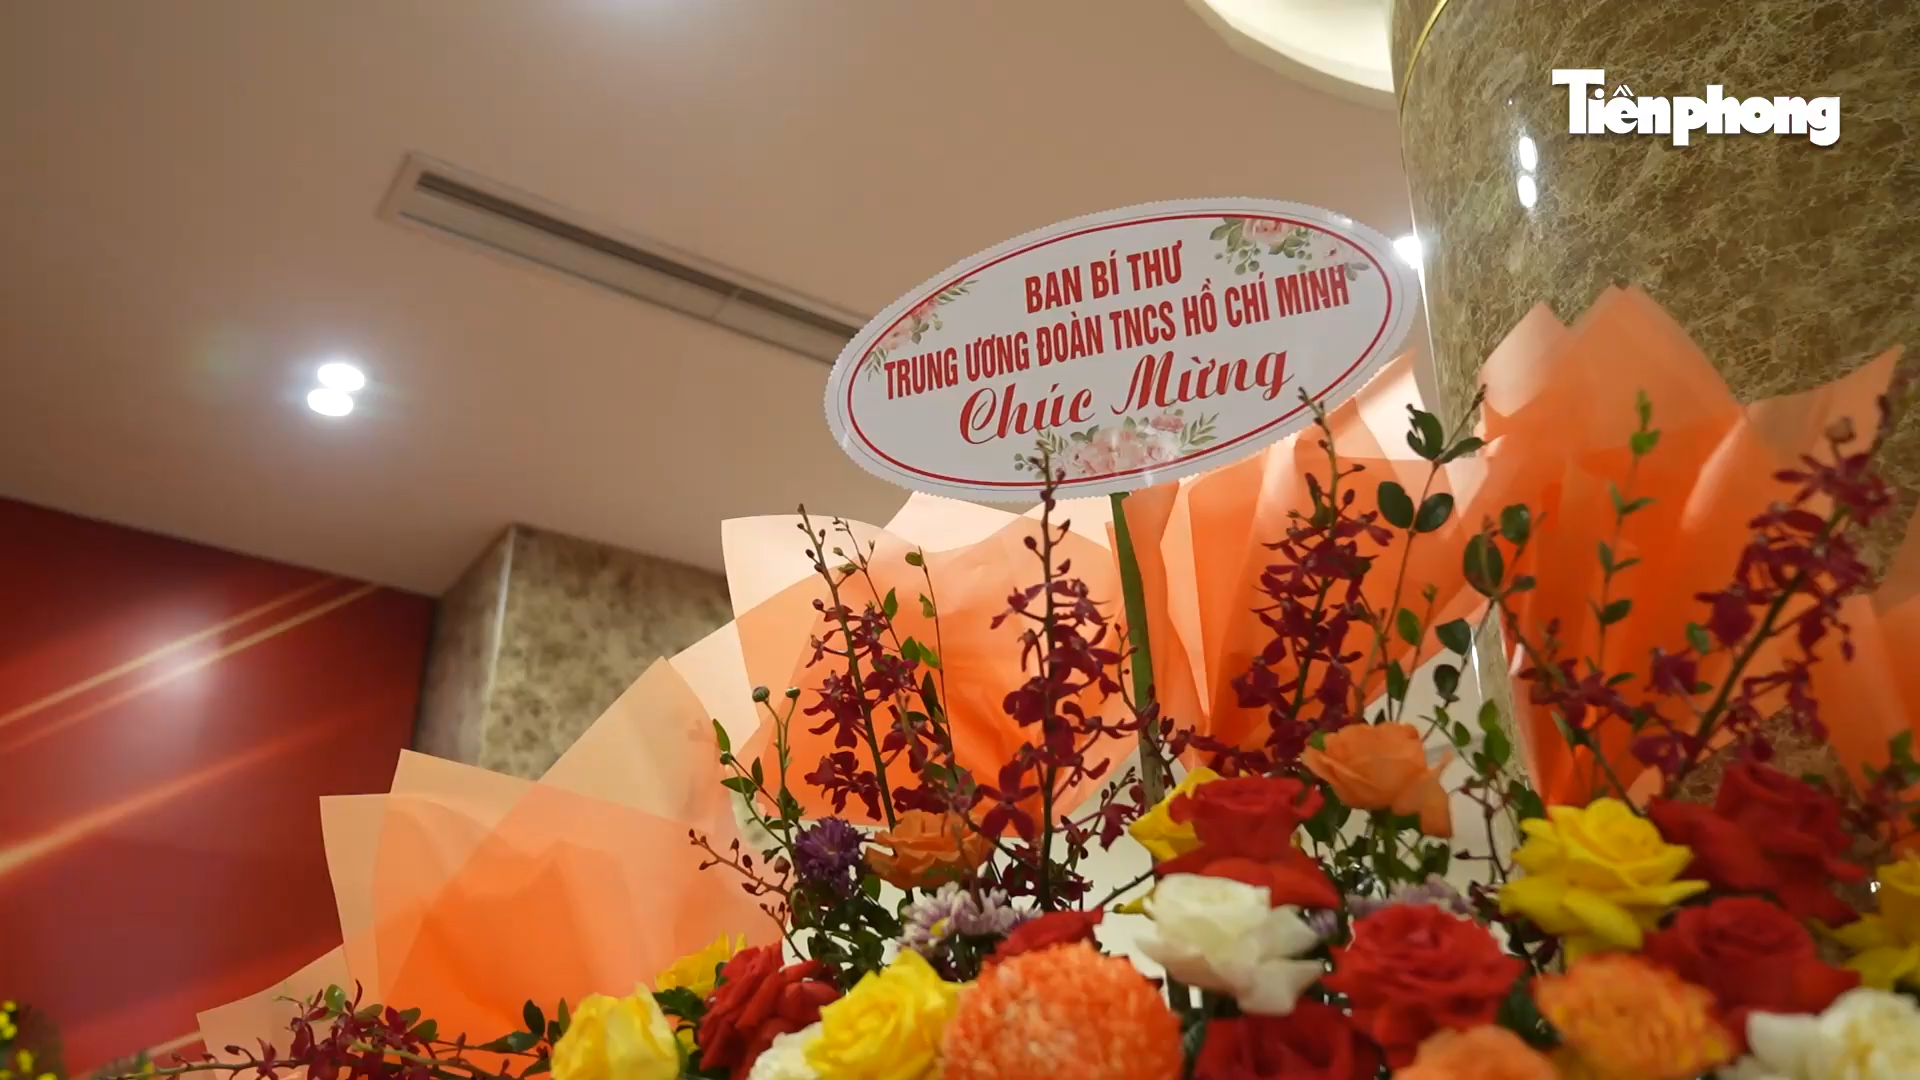 Tiềnphong
BAN BÍ THƯ
TRUNG ƯƠNG ĐOÀN TNCS HỒ CHÍ MINH
Chúc Mừng